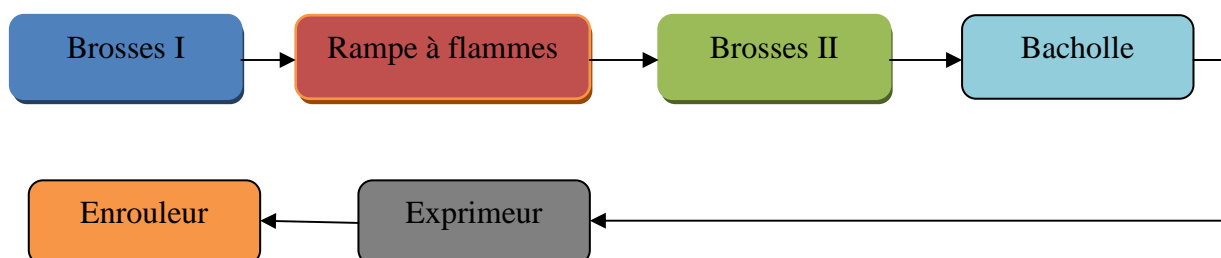 Brosses I
Rampe à flammes
Brosses II
Bacholle
Enrouleur
Exprimeur